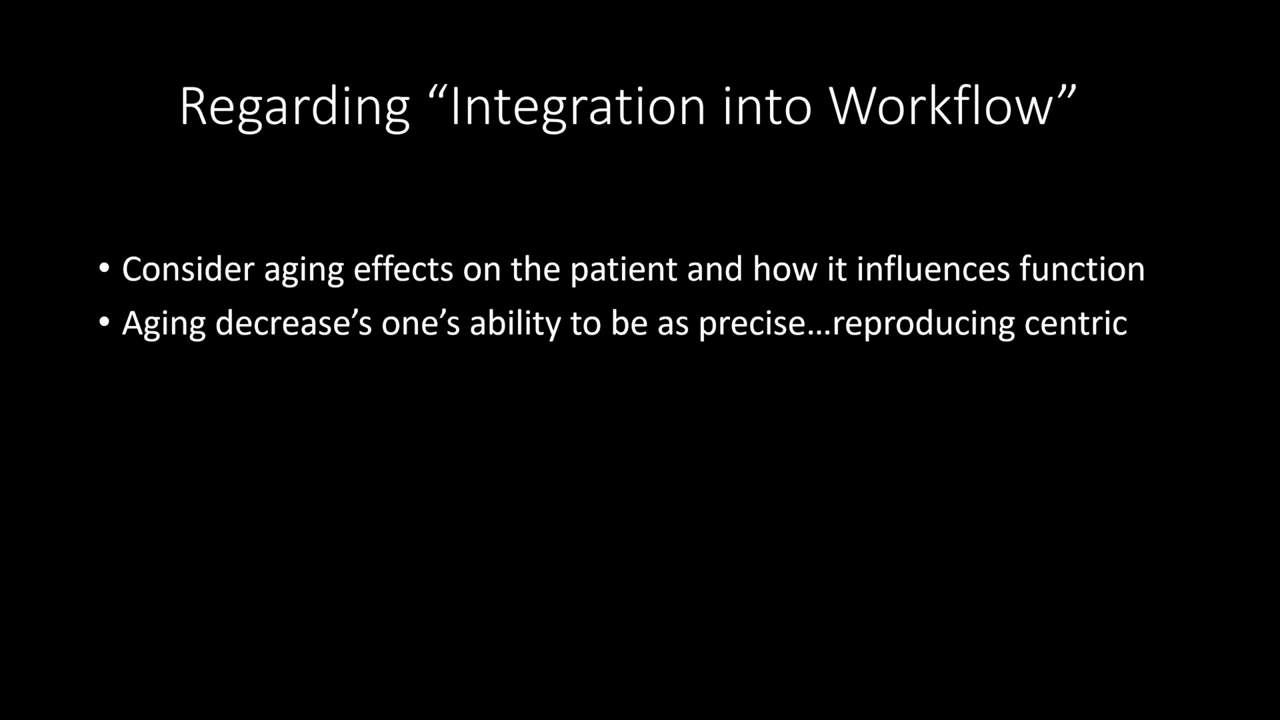 Regarding “Integration into Workflow”
• Consider aging effects on the patient and how it influences function
• Aging decrease’s one’s ability to be as precise…reproducing centric